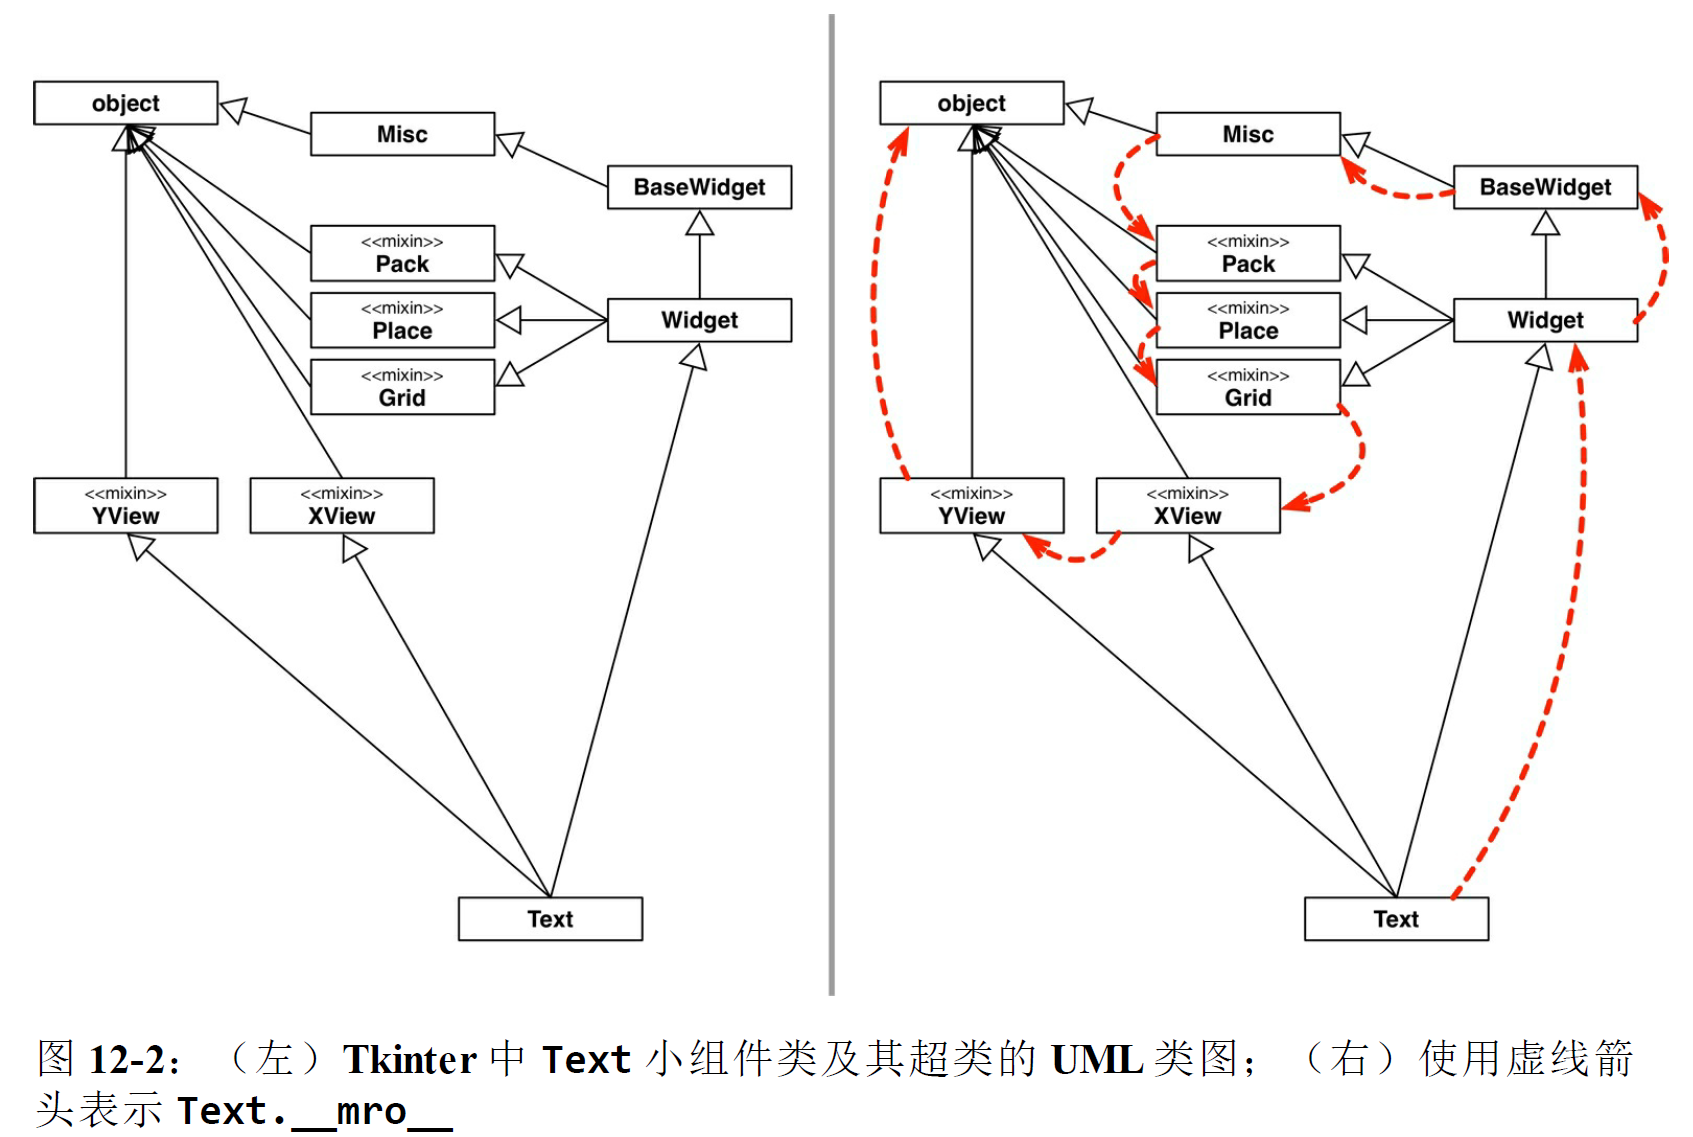 object
Misc
BaseWidget
<<mixin>>
Pack
<<mixin>>
Place
<<mixin>>
Grid
Widget
<<mixin>>
YView
<<mixin>>
XView
Text
object
Misc
BaseWidget
<<mixin>>
Pack
<<mixin>>
Place
<<mixin>>
Grid
Widget
<<mixin>>
YView
<<mixin>>
XView
Text
图 12-2：（左）Tkinter 中 Text 小组件类及其超类的 UML 类图；（右）使用虚线箭
头表示 Text.__mro__